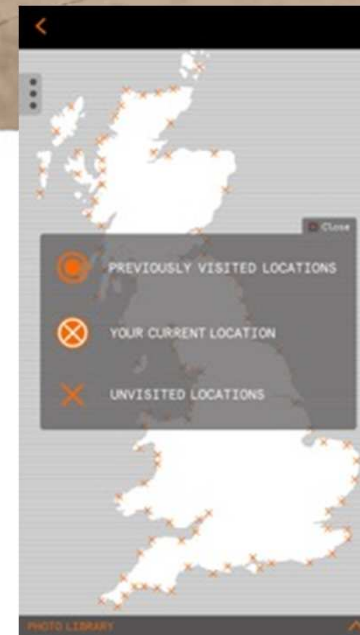 Close
PREVIOUSLY VISITED LOCATIONS
YOUR CURRENT LOCATION
UNVISITED LOCATIONS
PHOTO LIBRARY